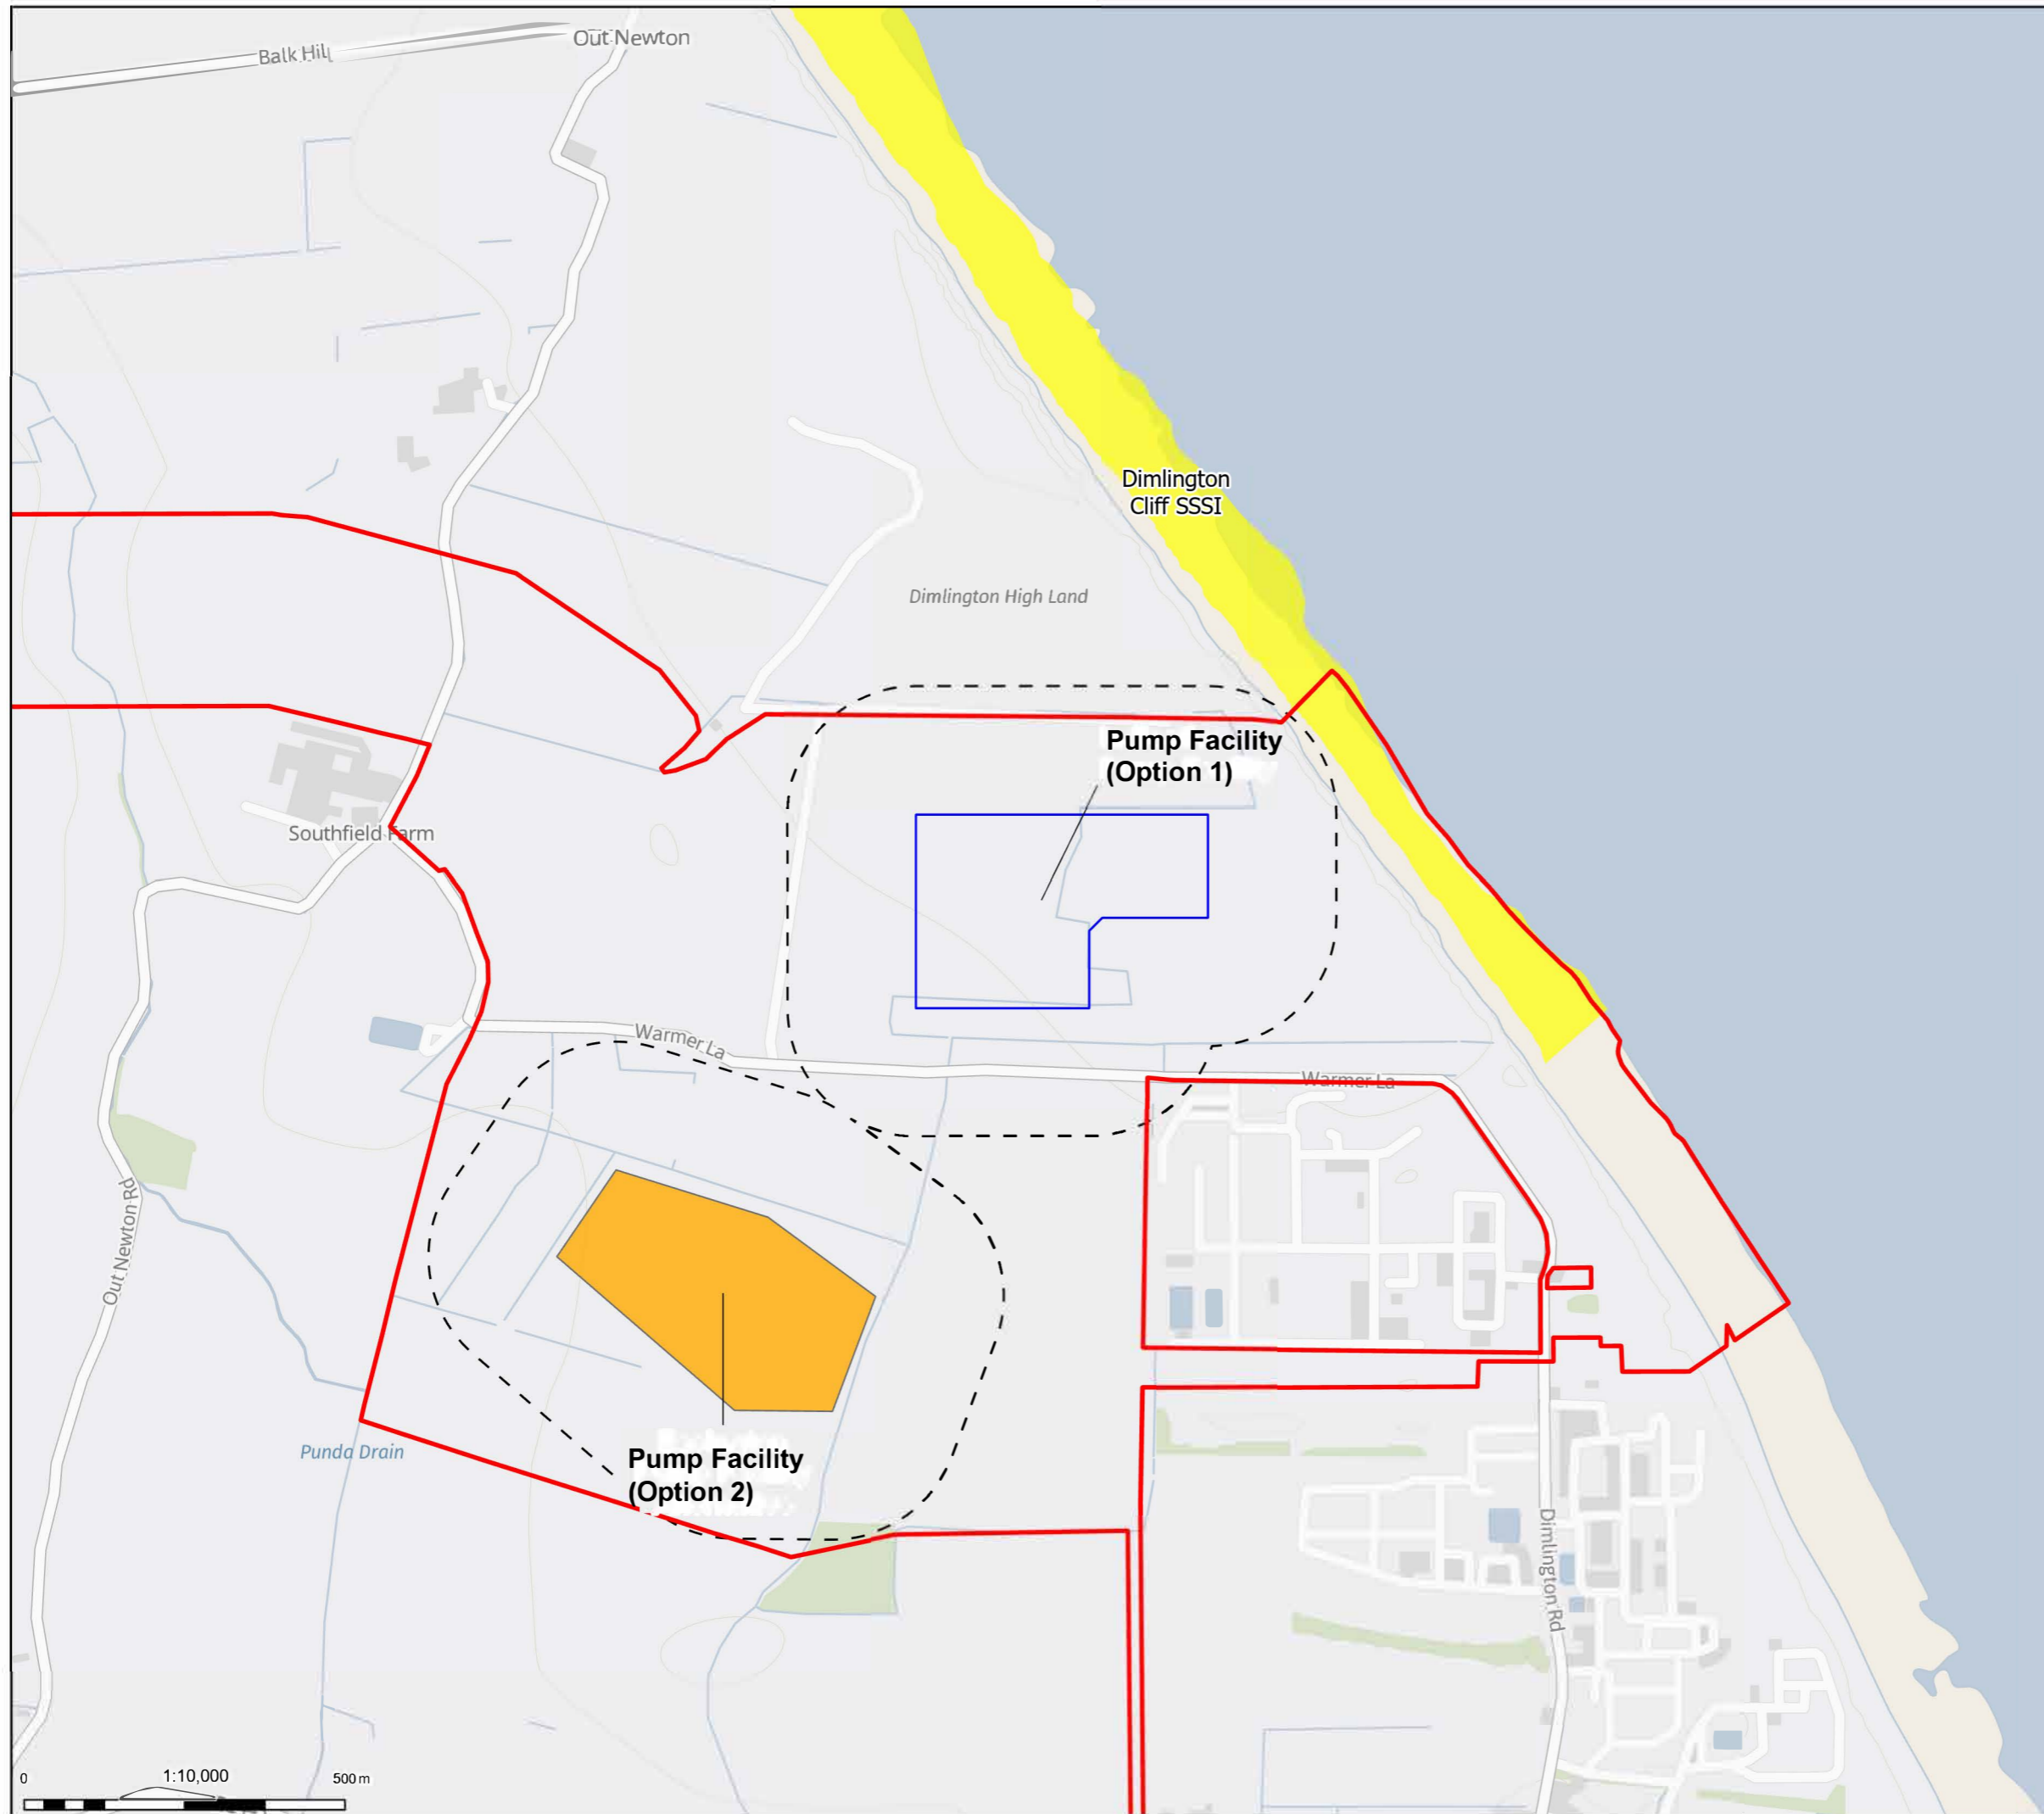 Out Newton
Balk Hil
Dimlington
Cliff SSSI
Dimlington High Land
Pump Facility
(Option 1)
Southfield Farm
Warmer La
Warmer La
Out Newton Rd
Punda Drain
Pump Facility
(Option 2)
Dimlington Rd
0
1:10,000
500 m